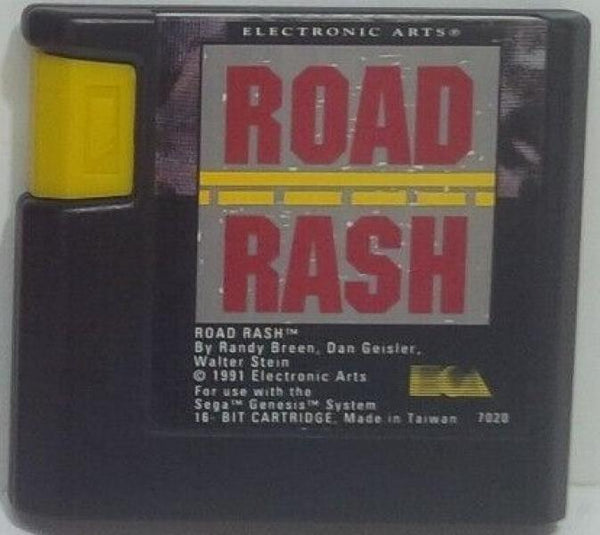 ELECTRONIC ARTS®
ROAD
RASH
ROAD RASH™
By Randy Breen, Dan Geisler,
Walter Stein
© 1991 Electronic Arts
For use with the
Sega™ Genesis™ System
16- BIT CARTRIDGE. Made in Taiwan 7020
EA